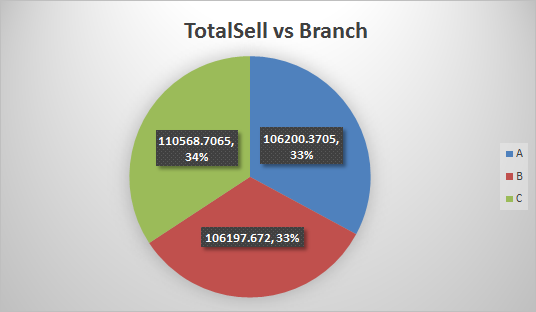 TotalSell vs Branch
110568.7065,
34%
106200.3705,
33%
106197.672, 33%
A
B
C